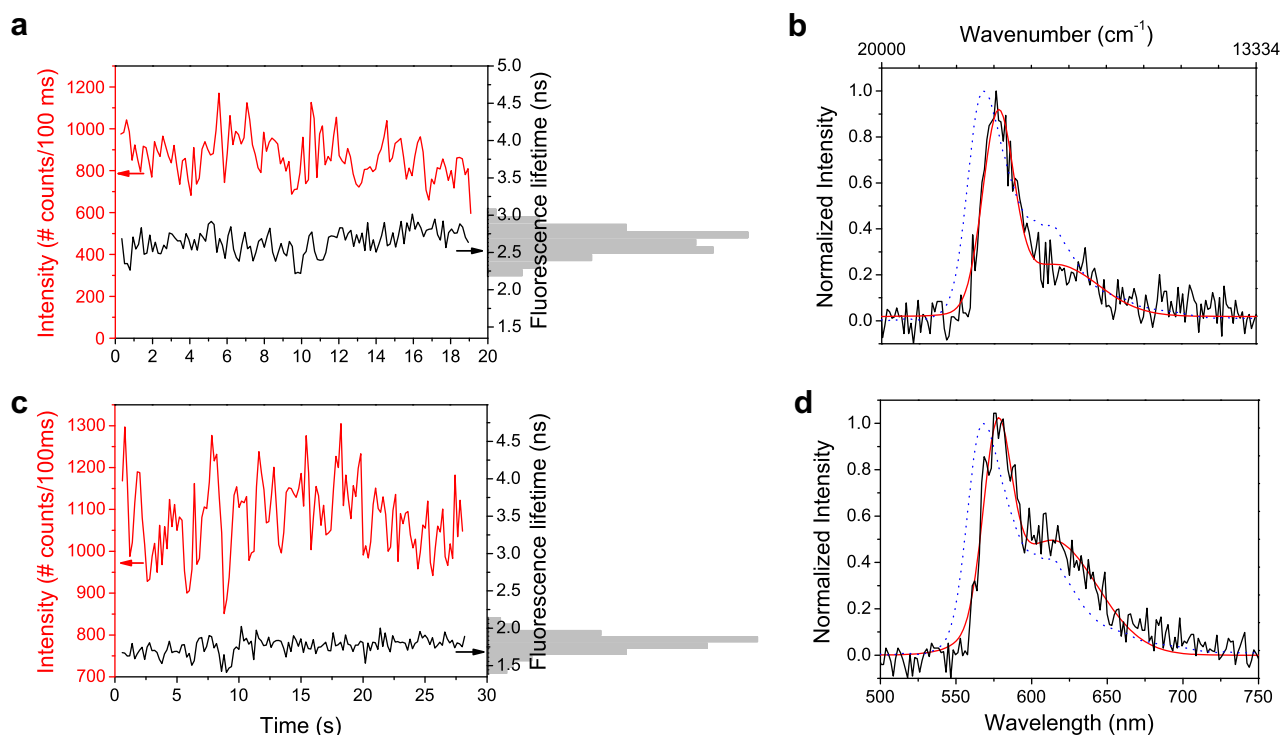 a
Intensity (# counts/100 ms)
1200
1000
800
600
400
200
0
0 2 4 6 8 10 12 14 16 18 20
5.0
4.5
4.0
3.5
3.0
2.5
2.0
1.5
Fluorescence lifetime (ns)
b
Wavenumber (cm-1)
20000 13334
Normalized Intensity
1.0
0.8
0.6
0.4
0.2
0.0
c
Intensity (# counts/100ms)
1300
1200
1100
1000
900
800
700
0 5 10 15 20 25 30
Time (s)
4.5
4.0
3.5
3.0
2.5
2.0
1.5
Fluorescence lifetime (ns)
d
Normalized Intensity
1.0
0.8
0.6
0.4
0.2
0.0
500 550 600 650 700 750
Wavelength (nm)